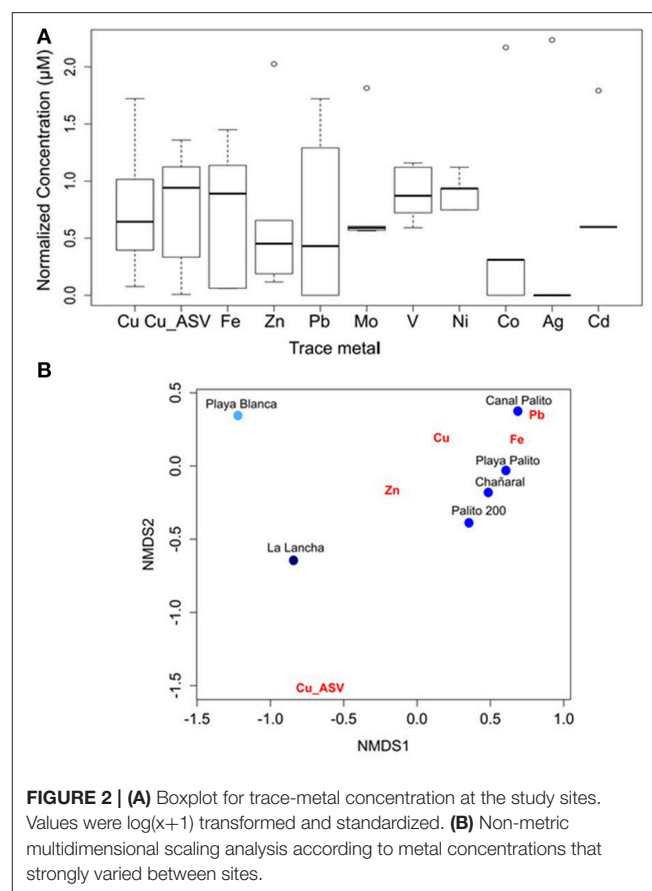 A
Normalized Concentration (µM)
2.0
1.5
1.0
0.5
0.0
Cu Cu_ASV Fe Zn Pb Mo V Ni Co Ag Cd
Trace metal
B
NMDS2
0.5
0.0
-0.5
-1.0
-1.5
Playa Blanca
Canal Palito
Pb
Cu
Fe
Playa Palito
Zn
Chañaral
Palito 200
La Lancha
Cu_ASV
-1.5 -1.0 -0.5 0.0 0.5 1.0
NMDS1
FIGURE 2 | (A) Boxplot for trace-metal concentration at the study sites.
Values were log(x+1) transformed and standardized. (B) Non-metric
multidimensional scaling analysis according to metal concentrations that
strongly varied between sites.